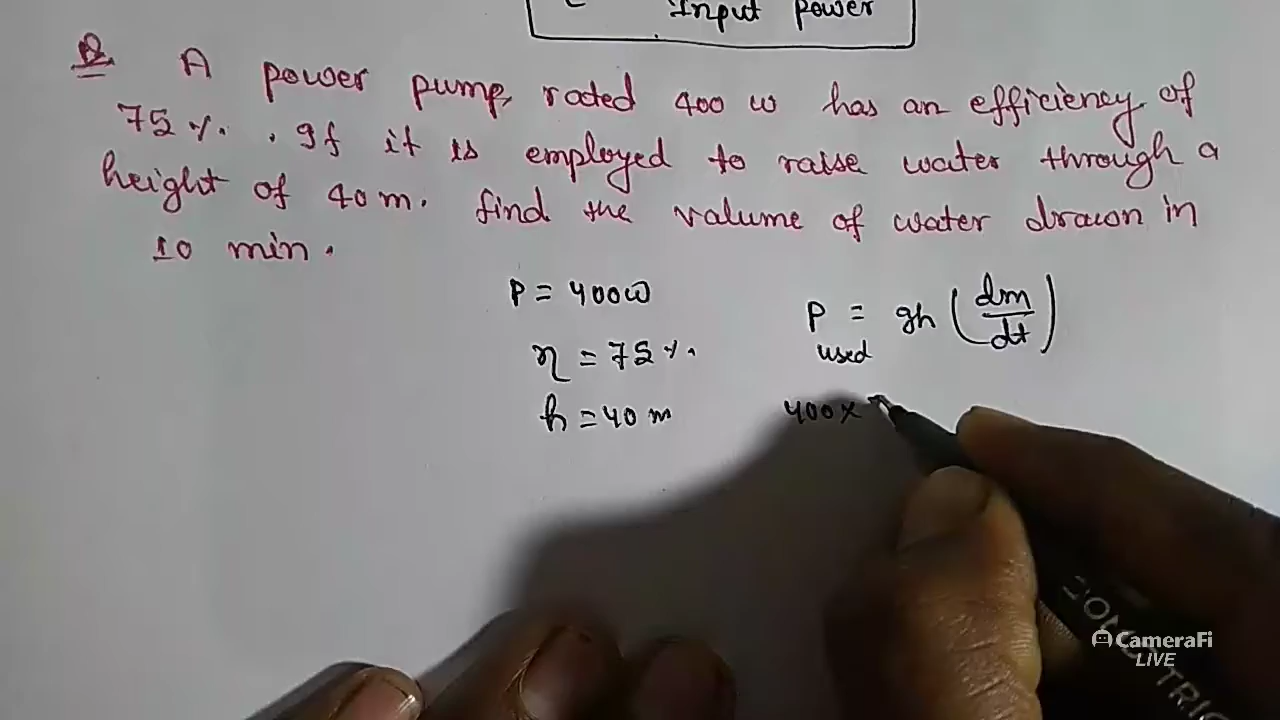 Input power
Q A power pump, rated 400 W has an efficiency of
75 %. . If it is employed to raise water through a
height of 40 m. find the valume of water drawn in
10 min.
P = 400W
η = 75 %.
h = 40 m
P used = gh (dm/dt)
400 x
CameraFi
LIVE